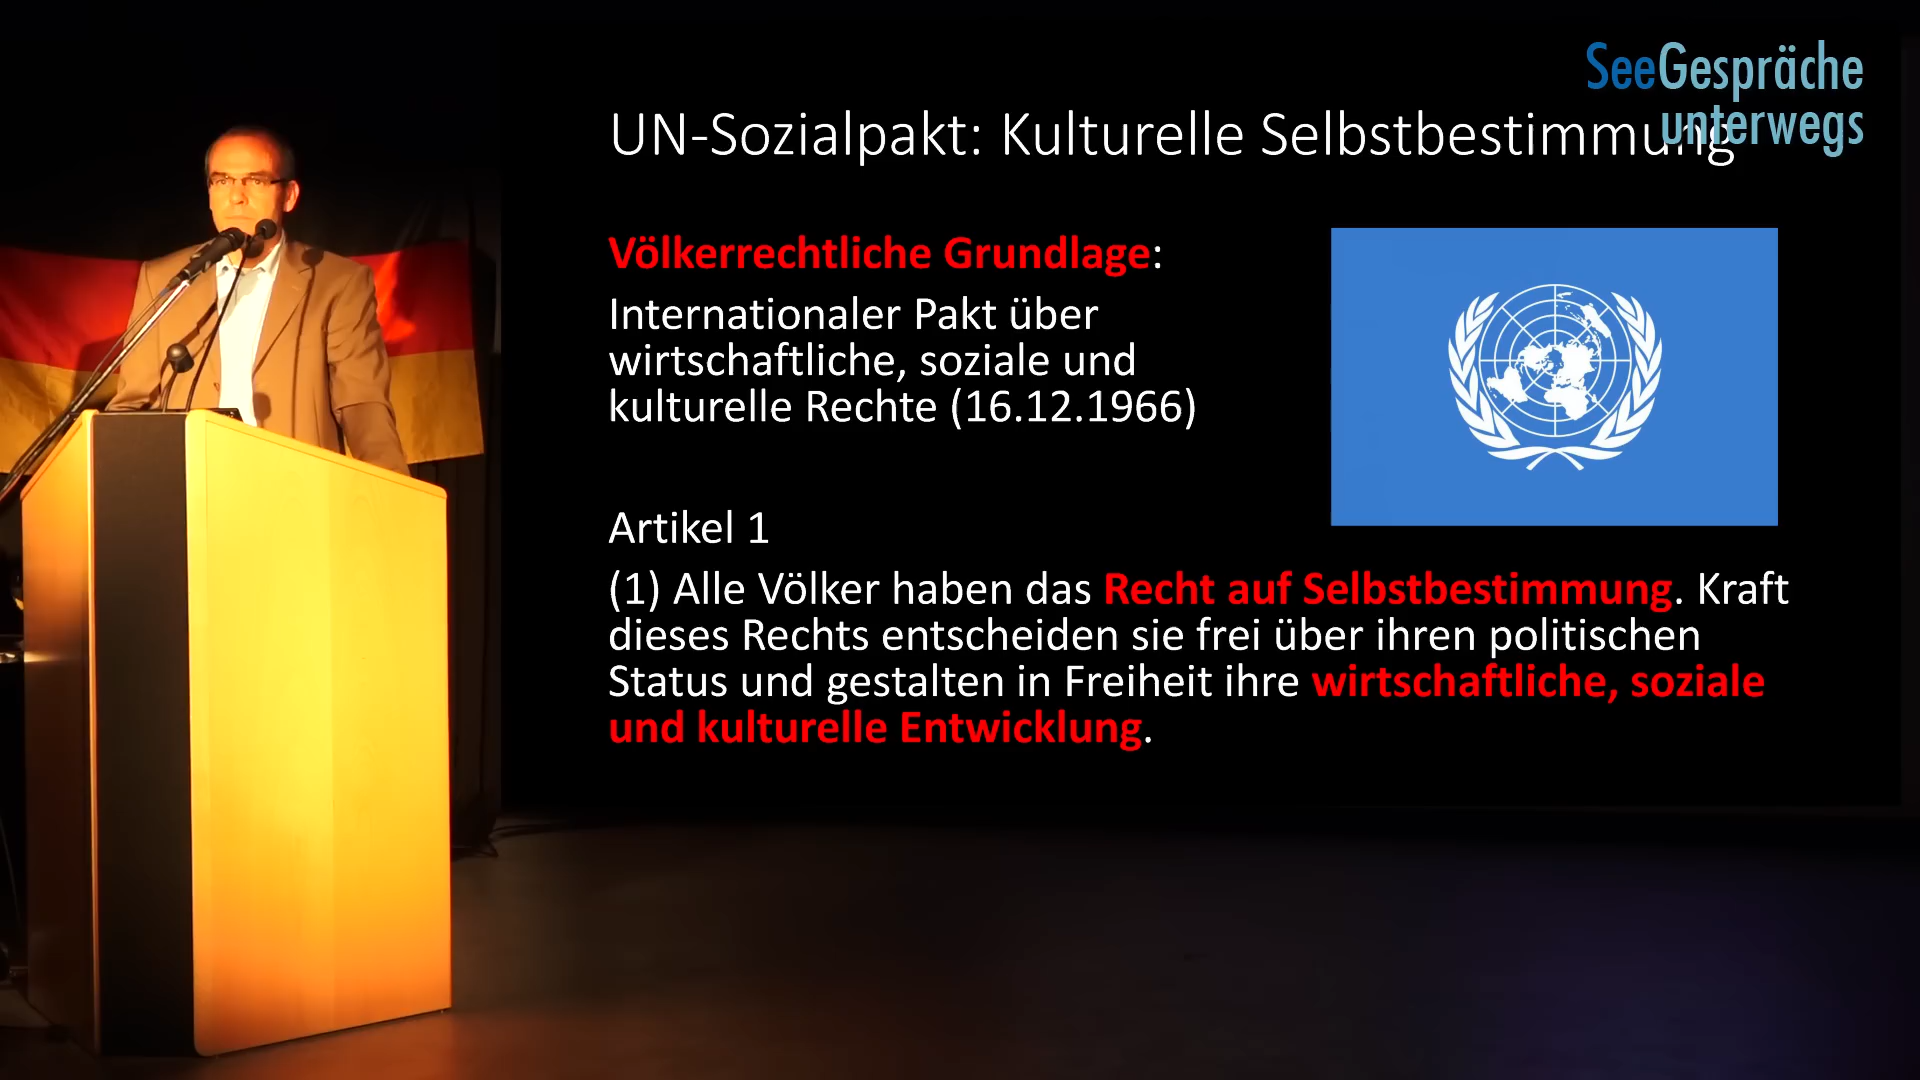 SeeGespräche
unterwegs
UN-Sozialpakt: Kulturelle Selbstbestimmung
Völkerrechtliche Grundlage:
Internationaler Pakt über
wirtschaftliche, soziale und
kulturelle Rechte (16.12.1966)
Artikel 1
(1) Alle Völker haben das Recht auf Selbstbestimmung. Kraft
dieses Rechts entscheiden sie frei über ihren politischen
Status und gestalten in Freiheit ihre wirtschaftliche, soziale
und kulturelle Entwicklung.